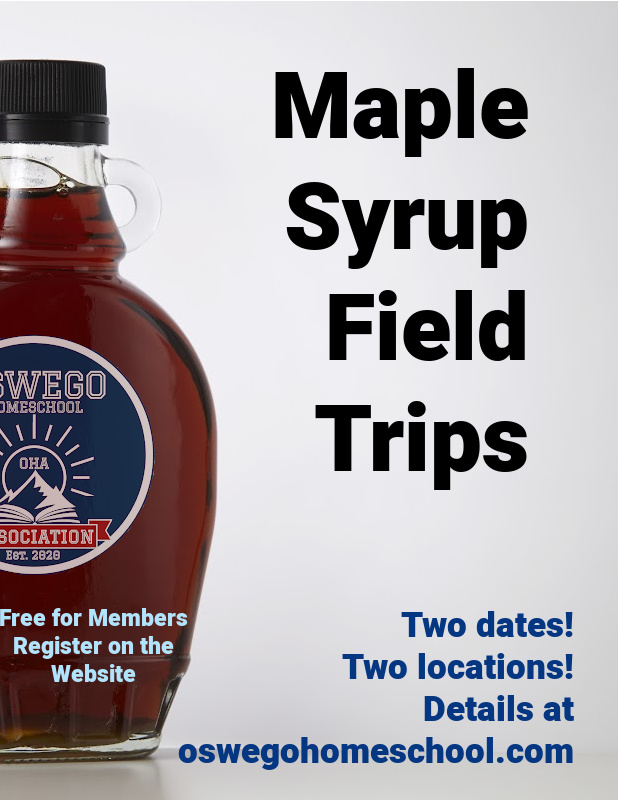 Maple
Syrup
Field
Trips
SWEGO
OMESCHOOL
OHA
SOCIATION
Est. 2020
Free for Members
Register on the
Website
Two dates!
Two locations!
Details at
oswegohomeschool.com